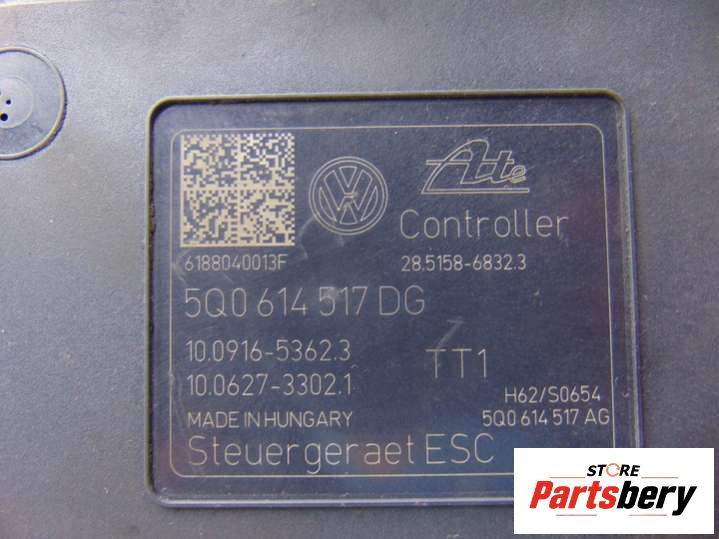 Ate
Controller
6188040013F
28.5158-6832.3
5Q0 614 517 DG
10.0916-5362.3
10.0627-3302.1
TT1
H62/S0654
MADE IN HUNGARY
5Q0 614 517 AG
Steuergeraet ESC
STORE
Partsbery